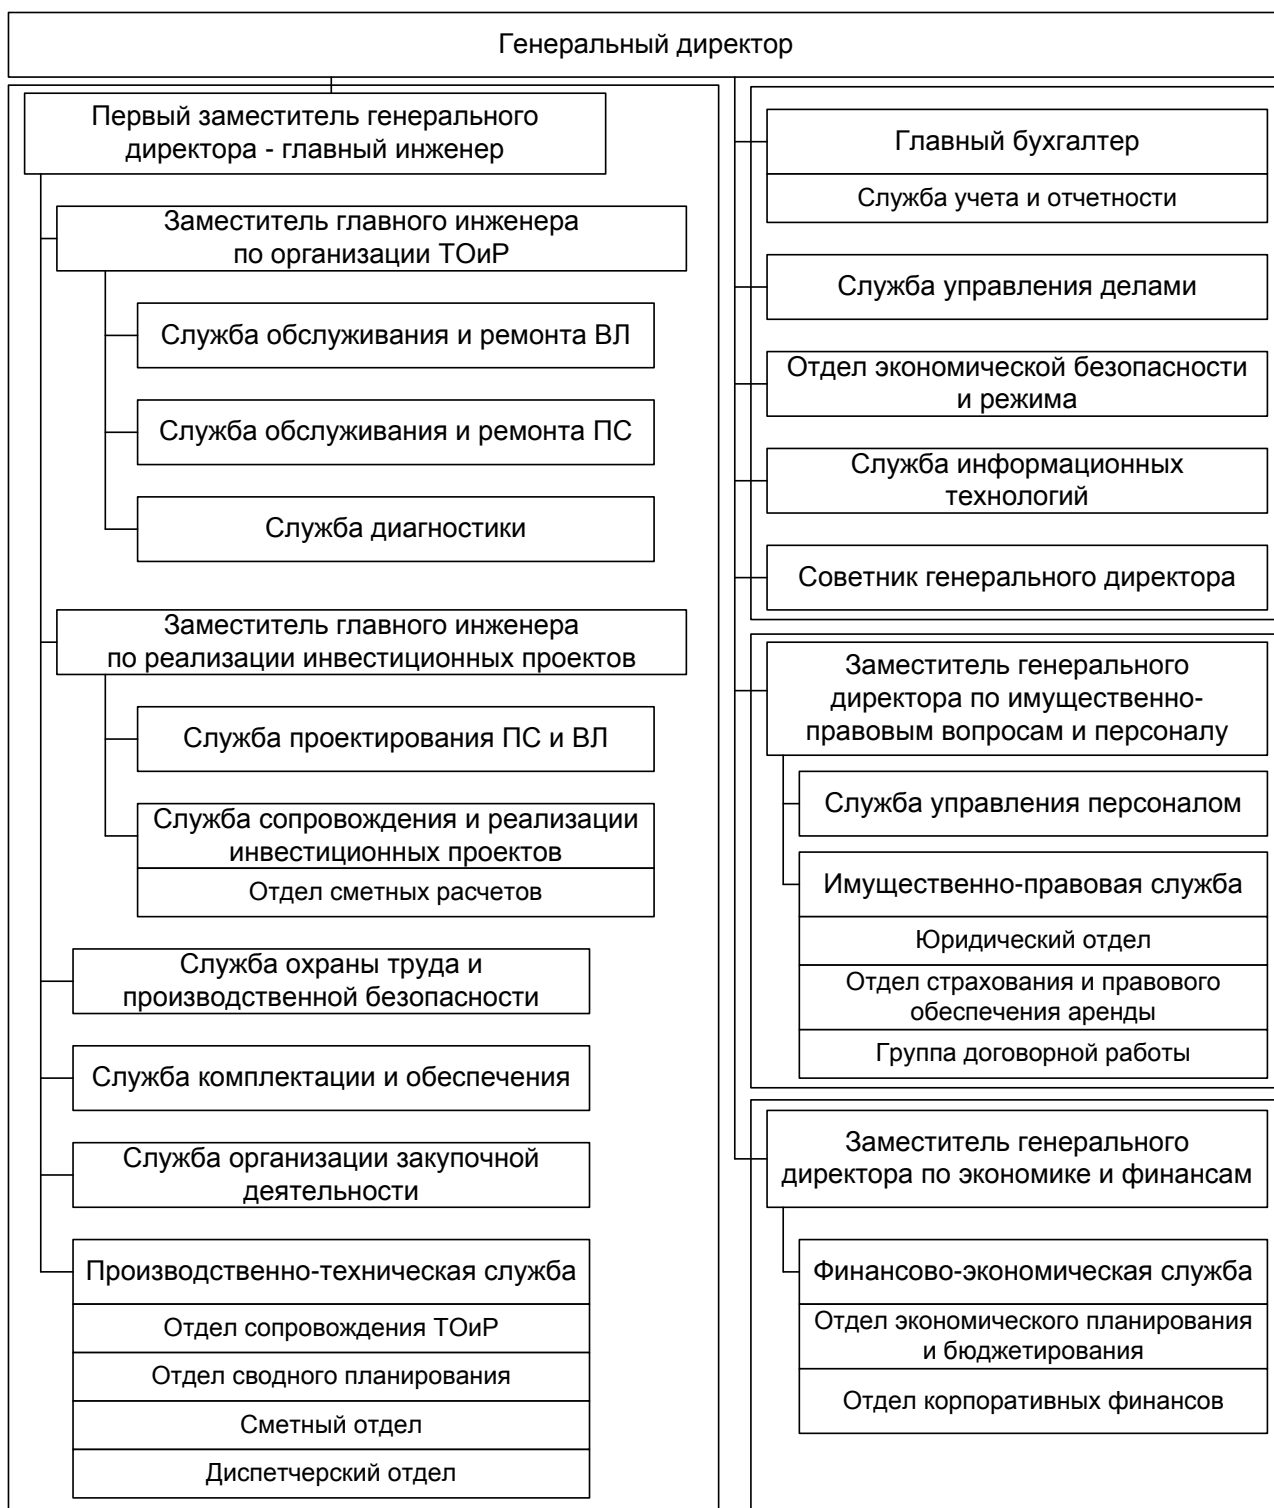 Генеральный директор
Первый заместитель генерального
директора - главный инженер
Заместитель главного инженера
по организации ТОиР
Служба обслуживания и ремонта ВЛ
Служба обслуживания и ремонта ПС
Служба диагностики
Заместитель главного инженера
по реализации инвестиционных проектов
Служба проектирования ПС и ВЛ
Служба сопровождения и реализации
инвестиционных проектов
Отдел сметных расчетов
Служба охраны труда и
производственной безопасности
Служба комплектации и обеспечения
Служба организации закупочной
деятельности
Производственно-техническая служба
Отдел сопровождения ТОиР
Отдел сводного планирования
Сметный отдел
Диспетчерский отдел
Главный бухгалтер
Служба учета и отчетности
Служба управления делами
Отдел экономической безопасности
и режима
Служба информационных
технологий
Советник генерального директора
Заместитель генерального
директора по имущественно-
правовым вопросам и персоналу
Служба управления персоналом
Имущественно-правовая служба
Юридический отдел
Отдел страхования и правового
обеспечения аренды
Группа договорной работы
Заместитель генерального
директора по экономике и финансам
Финансово-экономическая служба
Отдел экономического планирования
и бюджетирования
Отдел корпоративных финансов